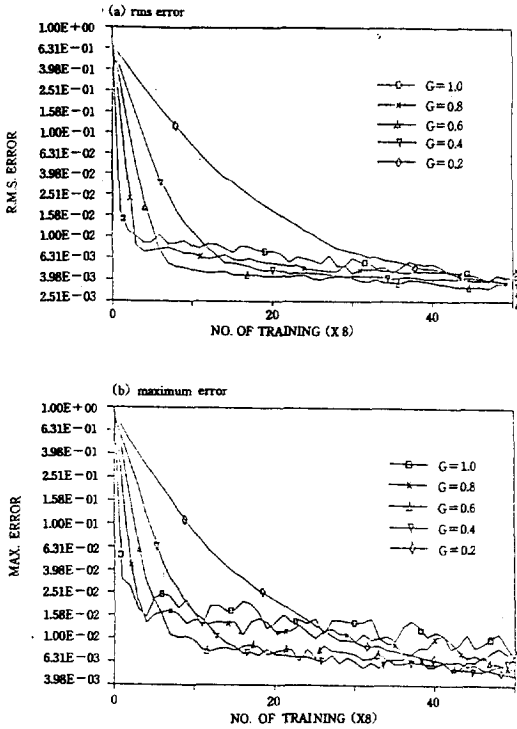 (a) rms error
1.00E+00
6.31E−01
3.98E−01
2.51E−01
1.58E−01
1.00E−01
6.31E−02
3.98E−02
2.51E−02
1.58E−02
1.00E−02
6.31E−03
3.98E−03
2.51E−03
R.M.S. ERROR
G=1.0
G=0.8
G=0.6
G=0.4
G=0.2
0 20 40
NO. OF TRAINING (X8)
(b) maximum error
1.00E+00
6.31E−01
3.98E−01
2.51E−01
1.58E−01
1.00E−01
6.31E−02
3.98E−02
2.51E−02
1.58E−02
1.00E−02
6.31E−03
3.98E−03
MAX. ERROR
G=1.0
G=0.8
G=0.6
G=0.4
G=0.2
0 20 40
NO. OF TRAINING (X8)